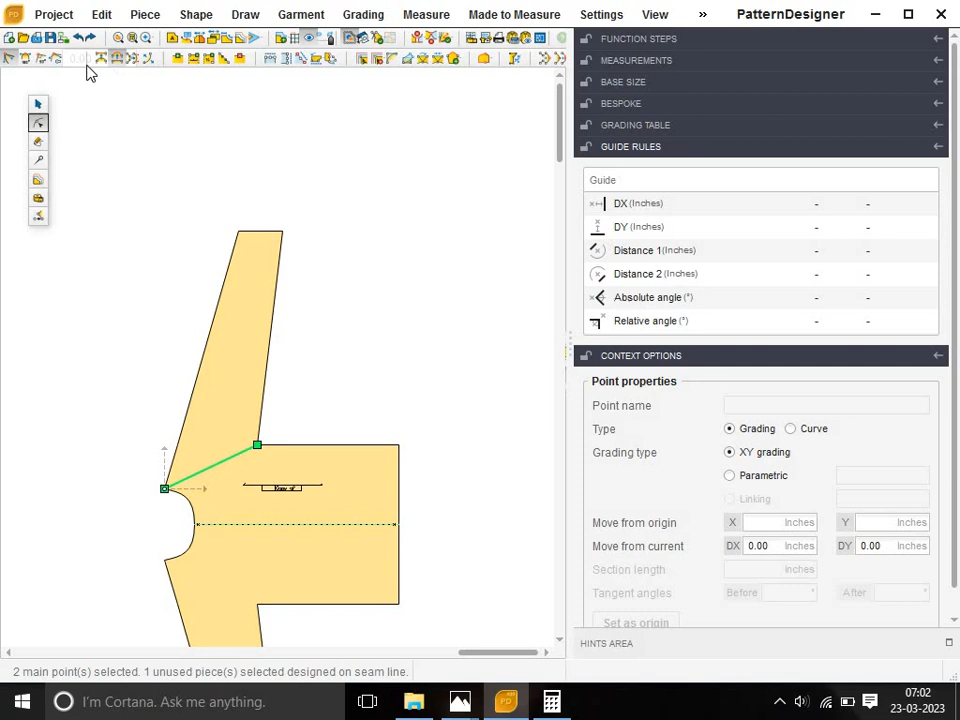 Project Edit Piece Shape Draw Garment Grading Measure Made to Measure Settings View » PatternDesigner
FUNCTION STEPS
MEASUREMENTS
BASE SIZE
BESPOKE
GRADING TABLE
GUIDE RULES
Guide
DX (Inches) - -
DY (Inches) - -
Distance 1(Inches) - -
Distance 2 (Inches) - -
Absolute angle (°) - -
Relative angle (°) - -
CONTEXT OPTIONS
Point properties
Point name
Type Grading Curve
Grading type XY grading
Parametric
Linking
Move from origin X Inches Y Inches
Move from current DX 0.00 Inches DY 0.00 Inches
Section length Inches
Tangent angles Before ° After °
Set as origin
HINTS AREA
2 main point(s) selected. 1 unused piece(s) selected designed on seam line.
I'm Cortana. Ask me anything.
PD
07:02
23-03-2023